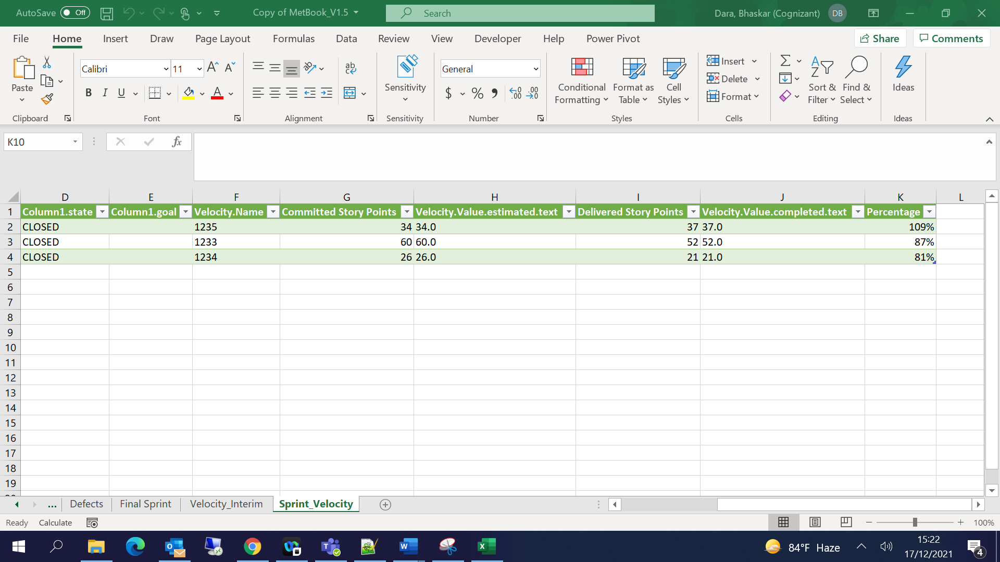 AutoSave Off Copy of MetBook_V1.5 Search Dara, Bhaskar (Cognizant) DB
File Home Insert Draw Page Layout Formulas Data Review View Developer Help Power Pivot Share Comments
Calibri 11 General Insert
Paste Sensitivity Conditional Formatting Format as Table Cell Styles Delete Sort & Filter Find & Select Ideas
Format
Clipboard Font Alignment Sensitivity Number Styles Cells Editing Ideas
K10 fx
D E F G H I J K L
1 Column1.state Column1.goal Velocity.Name Committed Story Points Velocity.Value.estimated.text Delivered Story Points Velocity.Value.completed.text Percentage
2 CLOSED 1235 34 34.0 37 37.0 109%
3 CLOSED 1233 60 60.0 52 52.0 87%
4 CLOSED 1234 26 26.0 21 21.0 81%
5
6
7
8
9
10
11
12
13
14
15
16
17
18
19
... Defects Final Sprint Velocity_Interim Sprint_Velocity
Ready Calculate 100%
84°F Haze 15:22
17/12/2021 4